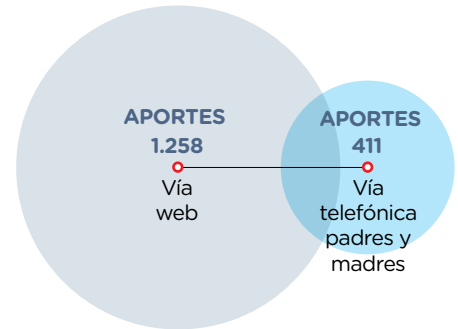 APORTES
1.258
Vía
web
APORTES
411
Vía
telefónica
padres y
madres